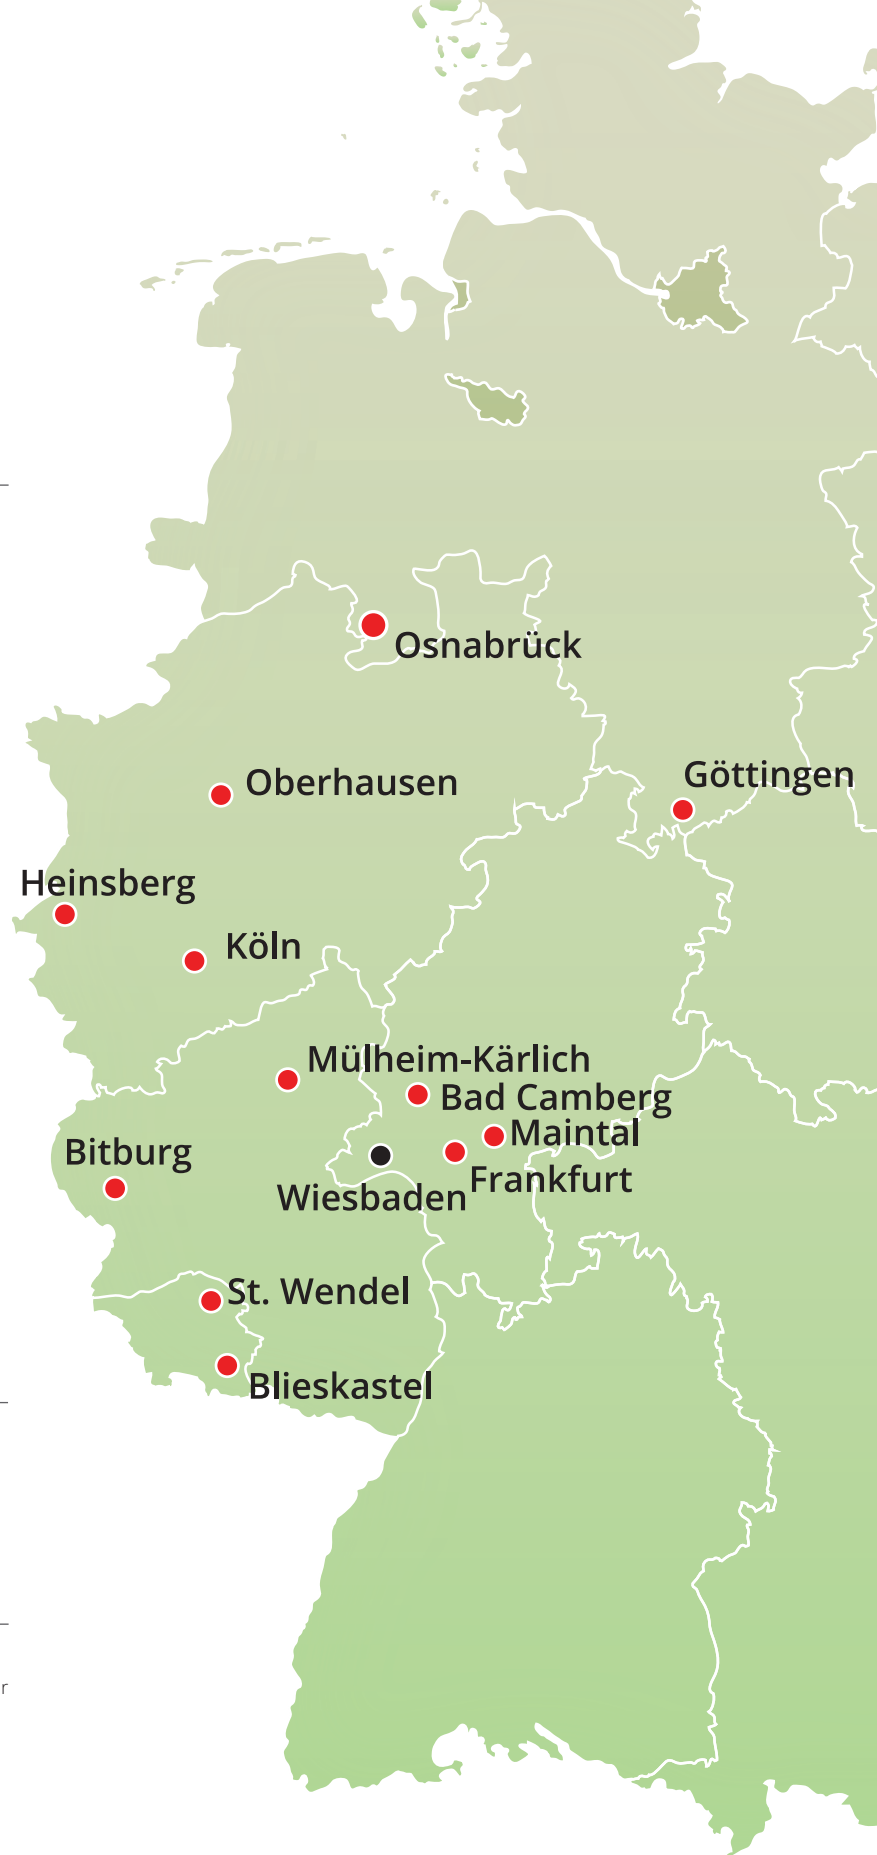 Osnabrück
Göttingen
Oberhausen
Heinsberg
Köln
Mülheim-Kärlich
Bad Camberg
Maintal
Bitburg
Frankfurt
Wiesbaden
St. Wendel
Blieskastel
r